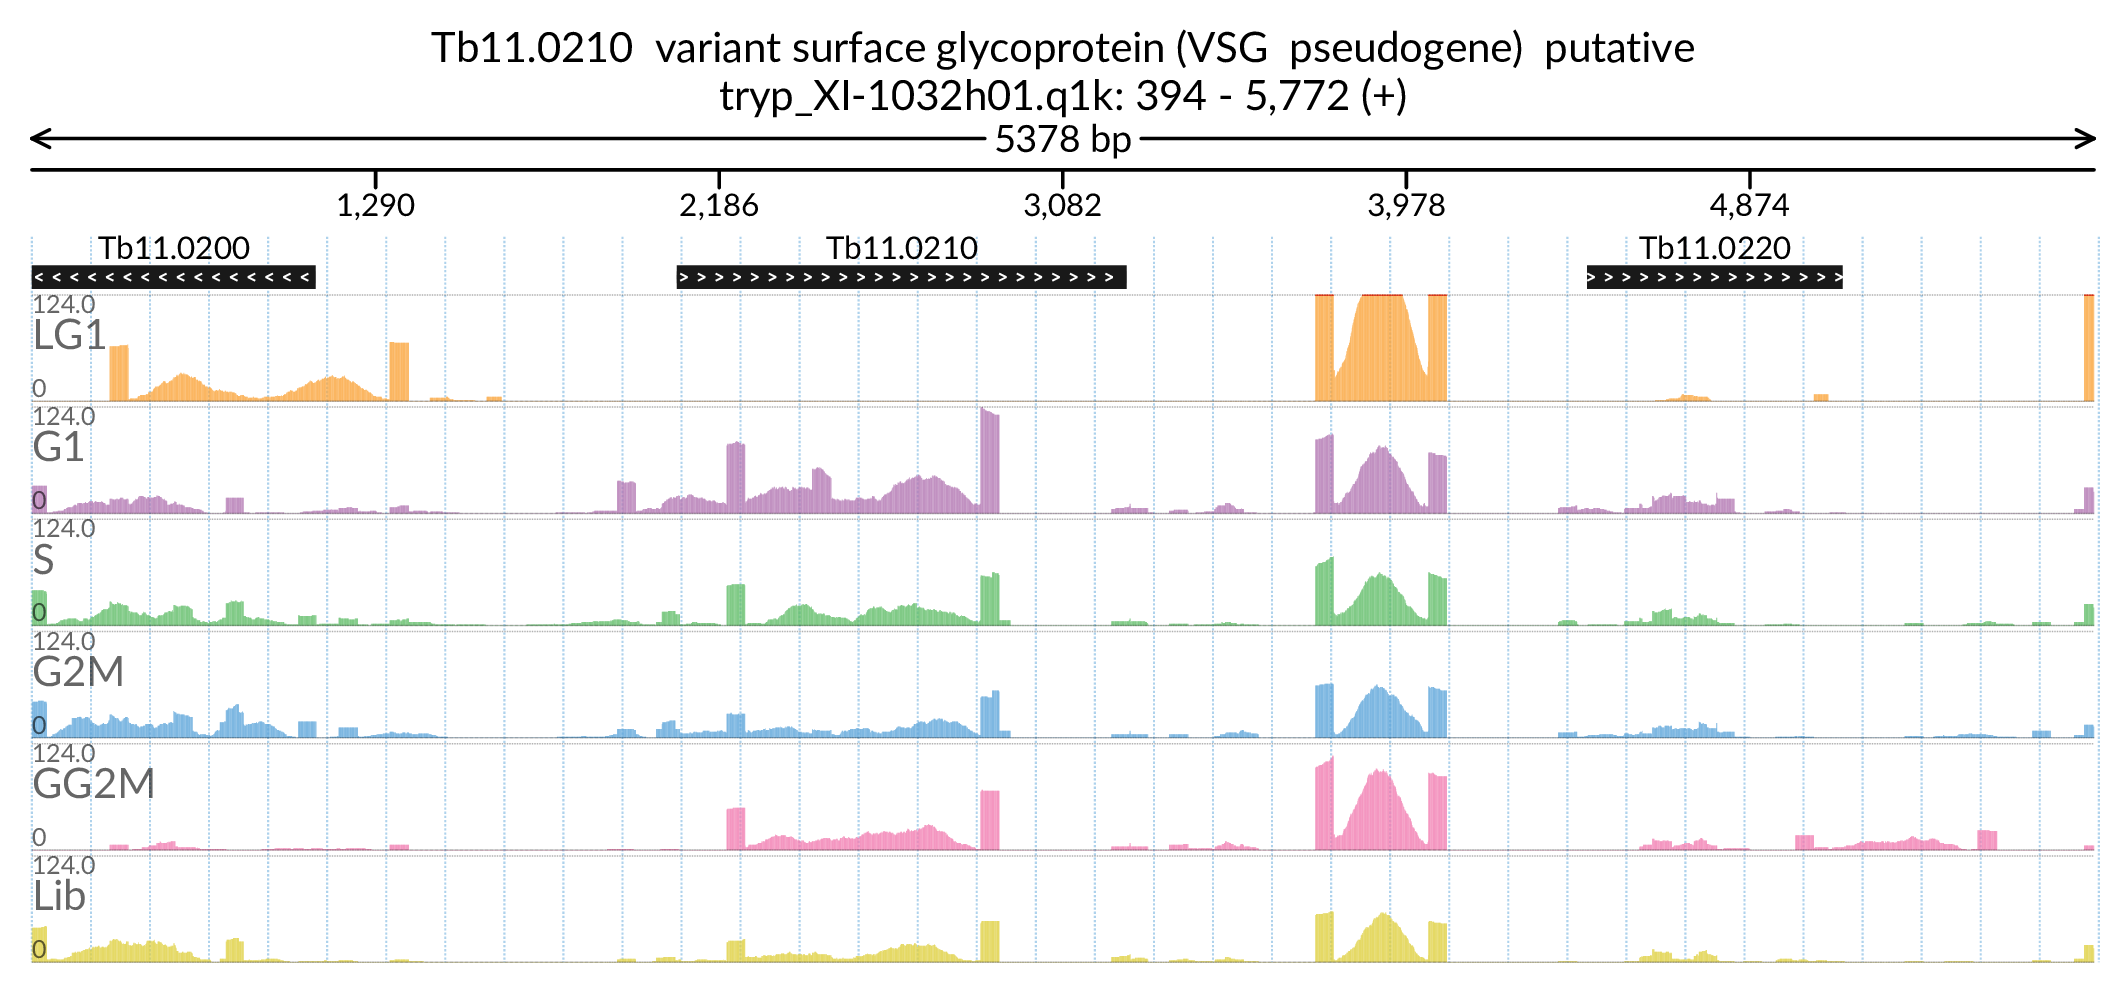 Tb11.0210 variant surface glycoprotein (VSG pseudogene) putative
tryp_XI-1032h01.q1k: 394 - 5,772 (+)
5378 bp
1,290 2,186 3,082 3,978 4,874
Tb11.0200 Tb11.0210 Tb11.0220
124.0
LG1
0
124.0
G1
0
124.0
S
0
124.0
G2M
0
124.0
GG2M
0
124.0
Lib
0